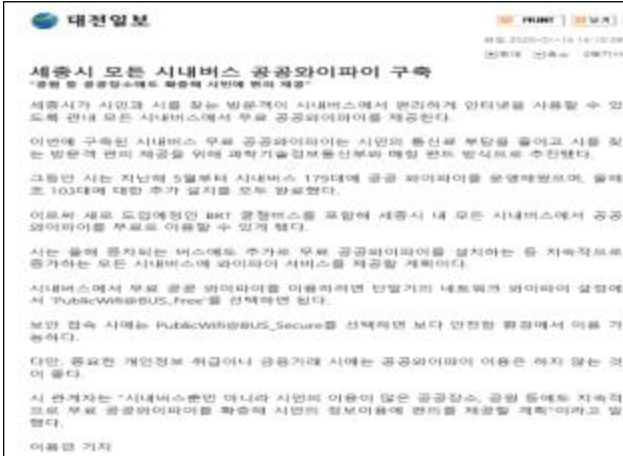 대전일보
PRINT 닫기
2020-01-14 14:10:09
세종시 모든 시내버스 공공와이파이 구축
"공원 등 공공장소에도 확충해 시민에 편의 제공"
세종시가 시민과 시를 찾는 방문객이 시내버스에서 편리하게 인터넷을 사용할 수 있
도록 관내 모든 시내버스에서 무료 공공와이파이를 제공한다.
이번에 구축된 시내버스 무료 공공와이파이는 시민의 통신료 부담을 줄이고 시를 찾
는 방문객 편의 제공을 위해 과학기술정보통신부와 매칭 펀드 방식으로 추진됐다.
그동안 시는 지난해 5월부터 시내버스 179대에 공공 와이파이를 운영해왔으며, 올해
초 103대에 대한 추가 설치를 모두 완료했다.
이로써 새로 도입예정인 BRT 굴절버스를 포함해 세종시 내 모든 시내버스에서 공공
와이파이를 무료로 이용할 수 있게 됐다.
시는 올해 증차되는 버스에도 추가로 무료 공공와이파이를 설치하는 등 지속적으로
증가하는 모든 시내버스에 와이파이 서비스를 제공할 계획이다.
시내버스에서 무료 공공 와이파이를 이용하려면 단말기의 네트워크 와이파이 설정에
서 'PublicWifi@BUS_Free'를 선택하면 된다.
보안 접속 시에는 PublicWifi@BUS_Secure를 선택하면 보다 안전한 환경에서 이용 가
능하다.
다만, 중요한 개인정보 취급이나 금융거래 시에는 공공와이파이 이용은 하지 않는 것
이 좋다.
시 관계자는 "시내버스뿐만 아니라 시민의 이용이 많은 공공장소, 공원 등에도 지속적
으로 무료 공공와이파이를 확충해 시민의 정보이용에 편의를 제공할 계획"이라고 말
했다.
이용민 기자